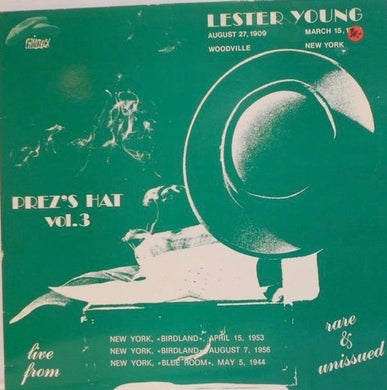 LESTER YOUNG
AUGUST 27, 1909
MARCH 15,
WOODVILLE
NEW YORK
PREZ'S HAT
vol.3
live
from
NEW YORK, «BIRDLAND», APRIL 15, 1953
NEW YORK, «BIRDLAND», AUGUST 7, 1956
NEW YORK, «BLUE ROOM», MAY 5, 1944
rare
&
unissued